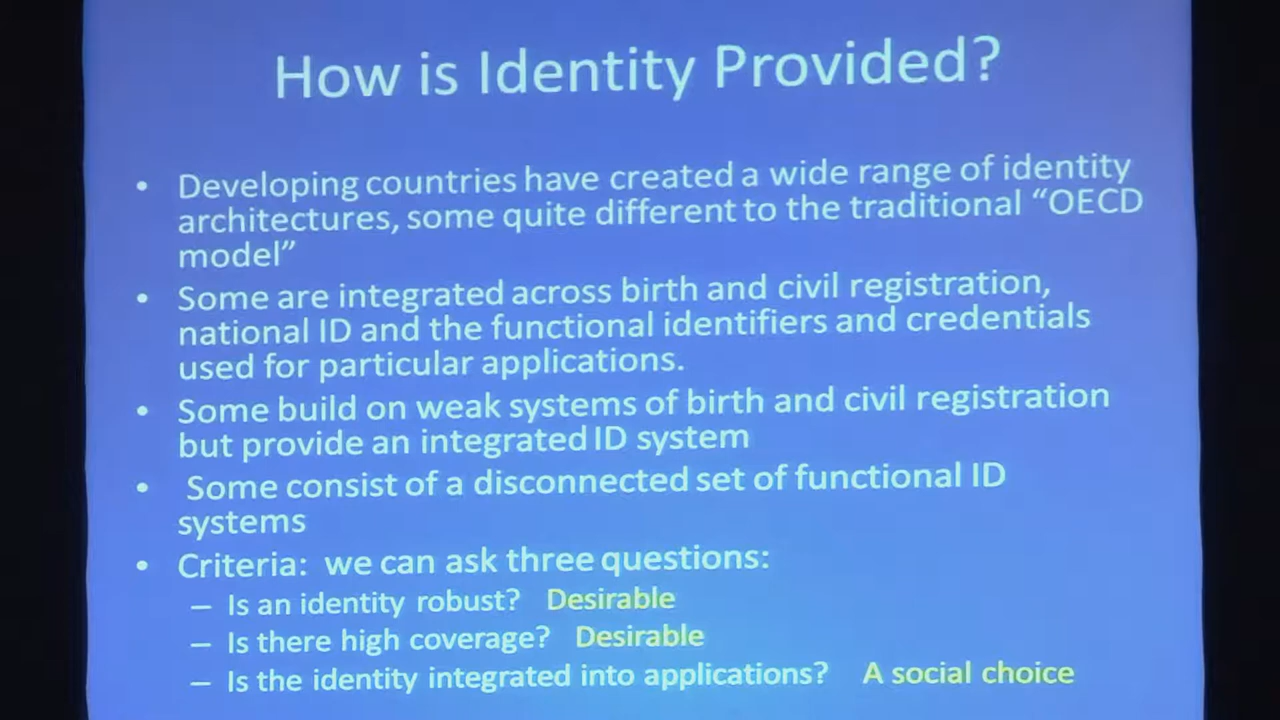 How is Identity Provided?
• Developing countries have created a wide range of identity
architectures, some quite different to the traditional “OECD
model”
• Some are integrated across birth and civil registration,
national ID and the functional identifiers and credentials
used for particular applications.
• Some build on weak systems of birth and civil registration
but provide an integrated ID system
• Some consist of a disconnected set of functional ID
systems
• Criteria: we can ask three questions:
– Is an identity robust? Desirable
– Is there high coverage? Desirable
– Is the identity integrated into applications? A social choice